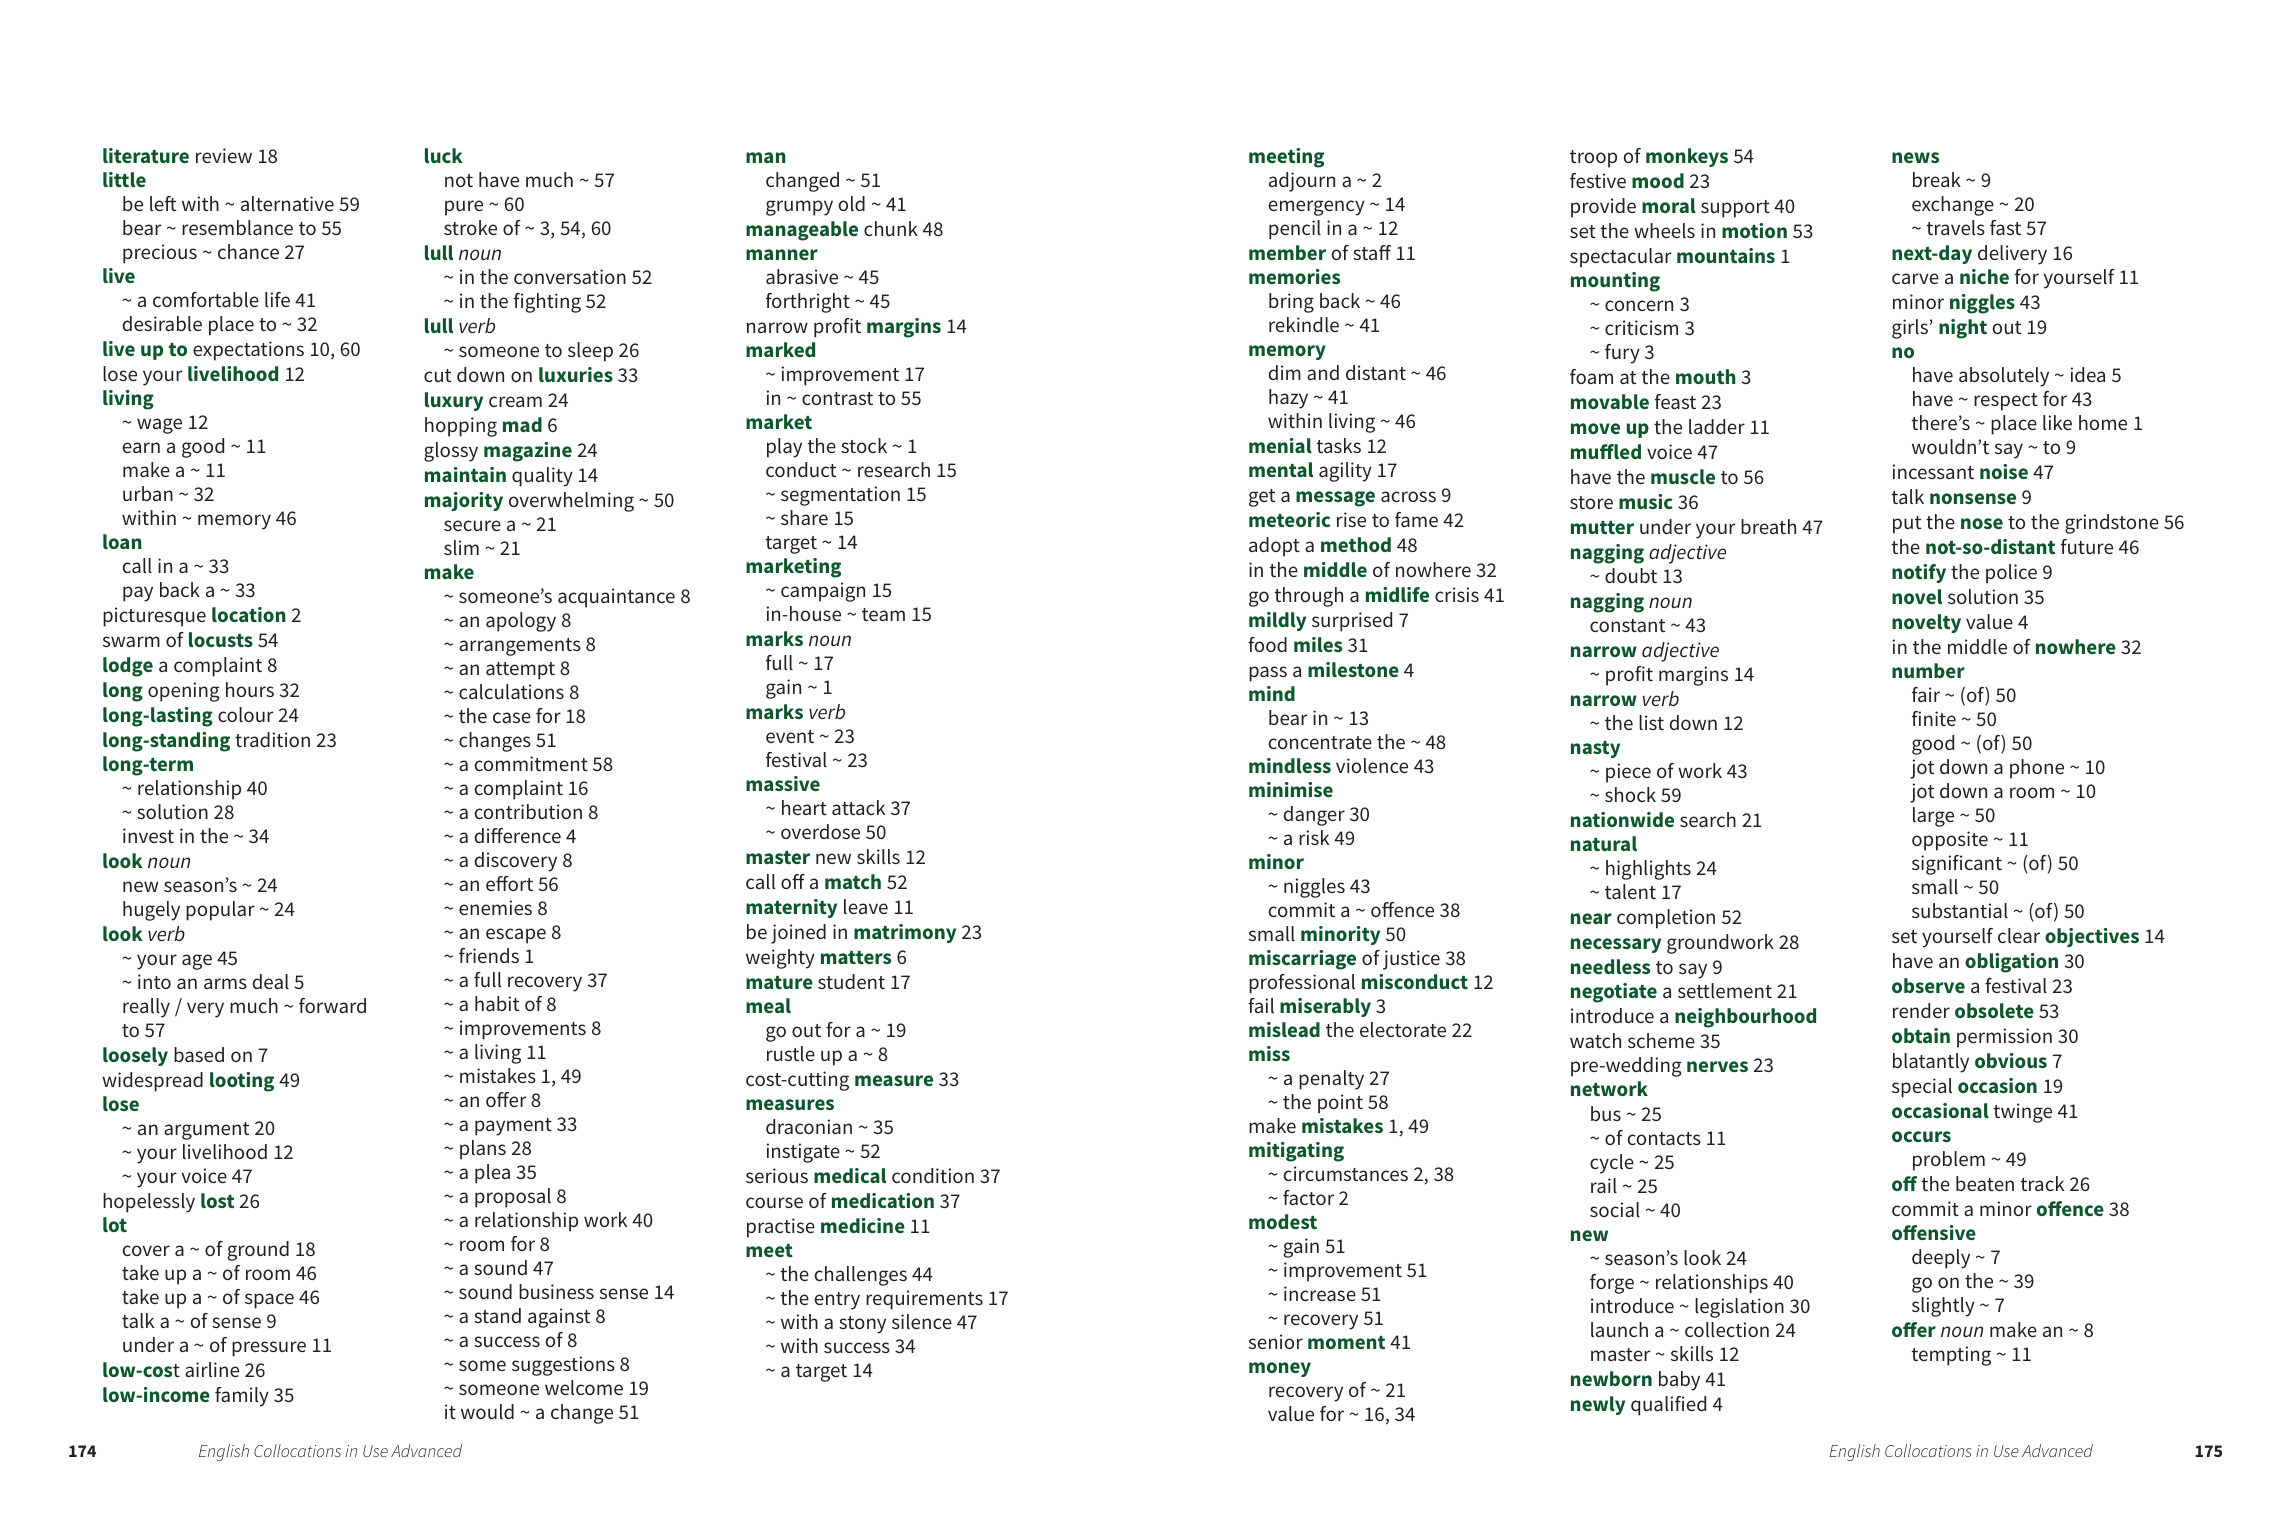 literature review 18
little
be left with ~ alternative 59
bear ~ resemblance to 55
precious ~ chance 27
live
~ a comfortable life 41
desirable place to ~ 32
live up to expectations 10, 60
lose your livelihood 12
living
~ wage 12
earn a good ~ 11
make a ~ 11
urban ~ 32
within ~ memory 46
loan
call in a ~ 33
pay back a ~ 33
picturesque location 2
swarm of locusts 54
lodge a complaint 8
long opening hours 32
long-lasting colour 24
long-standing tradition 23
long-term
~ relationship 40
~ solution 28
invest in the ~ 34
look noun
new season’s ~ 24
hugely popular ~ 24
look verb
~ your age 45
~ into an arms deal 5
really / very much ~ forward
to 57
loosely based on 7
widespread looting 49
lose
~ an argument 20
~ your livelihood 12
~ your voice 47
hopelessly lost 26
lot
cover a ~ of ground 18
take up a ~ of room 46
take up a ~ of space 46
talk a ~ of sense 9
under a ~ of pressure 11
low-cost airline 26
low-income family 35
luck
not have much ~ 57
pure ~ 60
stroke of ~ 3, 54, 60
lull noun
~ in the conversation 52
~ in the fighting 52
lull verb
~ someone to sleep 26
cut down on luxuries 33
luxury cream 24
hopping mad 6
glossy magazine 24
maintain quality 14
majority overwhelming ~ 50
secure a ~ 21
slim ~ 21
make
~ someone’s acquaintance 8
~ an apology 8
~ arrangements 8
~ an attempt 8
~ calculations 8
~ the case for 18
~ changes 51
~ a commitment 58
~ a complaint 16
~ a contribution 8
~ a difference 4
~ a discovery 8
~ an effort 56
~ enemies 8
~ an escape 8
~ friends 1
~ a full recovery 37
~ a habit of 8
~ improvements 8
~ a living 11
~ mistakes 1, 49
~ an offer 8
~ a payment 33
~ plans 28
~ a plea 35
~ a proposal 8
~ a relationship work 40
~ room for 8
~ a sound 47
~ sound business sense 14
~ a stand against 8
~ a success of 8
~ some suggestions 8
~ someone welcome 19
it would ~ a change 51
man
changed ~ 51
grumpy old ~ 41
manageable chunk 48
manner
abrasive ~ 45
forthright ~ 45
narrow profit margins 14
marked
~ improvement 17
in ~ contrast to 55
market
play the stock ~ 1
conduct ~ research 15
~ segmentation 15
~ share 15
target ~ 14
marketing
~ campaign 15
in-house ~ team 15
marks noun
full ~ 17
gain ~ 1
marks verb
event ~ 23
festival ~ 23
massive
~ heart attack 37
~ overdose 50
master new skills 12
call off a match 52
maternity leave 11
be joined in matrimony 23
weighty matters 6
mature student 17
meal
go out for a ~ 19
rustle up a ~ 8
cost-cutting measure 33
measures
draconian ~ 35
instigate ~ 52
serious medical condition 37
course of medication 37
practise medicine 11
meet
~ the challenges 44
~ the entry requirements 17
~ with a stony silence 47
~ with success 34
~ a target 14
174 English Collocations in Use Advanced
meeting
adjourn a ~ 2
emergency ~ 14
pencil in a ~ 12
member of staff 11
memories
bring back ~ 46
rekindle ~ 41
memory
dim and distant ~ 46
hazy ~ 41
within living ~ 46
menial tasks 12
mental agility 17
get a message across 9
meteoric rise to fame 42
adopt a method 48
in the middle of nowhere 32
go through a midlife crisis 41
mildly surprised 7
food miles 31
pass a milestone 4
mind
bear in ~ 13
concentrate the ~ 48
mindless violence 43
minimise
~ danger 30
~ a risk 49
minor
~ niggles 43
commit a ~ offence 38
small minority 50
miscarriage of justice 38
professional misconduct 12
fail miserably 3
mislead the electorate 22
miss
~ a penalty 27
~ the point 58
make mistakes 1, 49
mitigating
~ circumstances 2, 38
~ factor 2
modest
~ gain 51
~ improvement 51
~ increase 51
~ recovery 51
senior moment 41
money
recovery of ~ 21
value for ~ 16, 34
troop of monkeys 54
festive mood 23
provide moral support 40
set the wheels in motion 53
spectacular mountains 1
mounting
~ concern 3
~ criticism 3
~ fury 3
foam at the mouth 3
movable feast 23
move up the ladder 11
muffled voice 47
have the muscle to 56
store music 36
mutter under your breath 47
nagging adjective
~ doubt 13
nagging noun
constant ~ 43
narrow adjective
~ profit margins 14
narrow verb
~ the list down 12
nasty
~ piece of work 43
~ shock 59
nationwide search 21
natural
~ highlights 24
~ talent 17
near completion 52
necessary groundwork 28
needless to say 9
negotiate a settlement 21
introduce a neighbourhood
watch scheme 35
pre-wedding nerves 23
network
bus ~ 25
~ of contacts 11
cycle ~ 25
rail ~ 25
social ~ 40
new
~ season’s look 24
forge ~ relationships 40
introduce ~ legislation 30
launch a ~ collection 24
master ~ skills 12
newborn baby 41
newly qualified 4
news
break ~ 9
exchange ~ 20
~ travels fast 57
next-day delivery 16
carve a niche for yourself 11
minor niggles 43
girls’ night out 19
no
have absolutely ~ idea 5
have ~ respect for 43
there’s ~ place like home 1
wouldn’t say ~ to 9
incessant noise 47
talk nonsense 9
put the nose to the grindstone 56
the not-so-distant future 46
notify the police 9
novel solution 35
novelty value 4
in the middle of nowhere 32
number
fair ~ (of) 50
finite ~ 50
good ~ (of) 50
jot down a phone ~ 10
jot down a room ~ 10
large ~ 50
opposite ~ 11
significant ~ (of) 50
small ~ 50
substantial ~ (of) 50
set yourself clear objectives 14
have an obligation 30
observe a festival 23
render obsolete 53
obtain permission 30
blatantly obvious 7
special occasion 19
occasional twinge 41
occurs
problem ~ 49
off the beaten track 26
commit a minor offence 38
offensive
deeply ~ 7
go on the ~ 39
slightly ~ 7
offer noun make an ~ 8
tempting ~ 11
English Collocations in Use Advanced 175